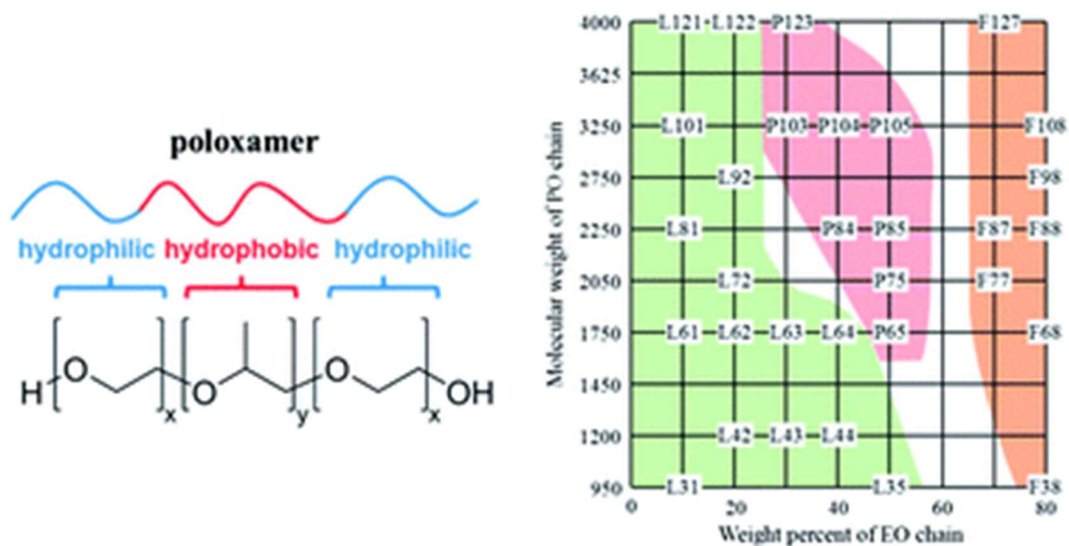 poloxamer
hydrophilic hydrophobic hydrophilic
H O O O OH
x y x
Molecular weight of PO chain
4000 L121 L122 P123 F127
3625
3250 L101 P103 P104 P105 F108
2750 L92 F98
2250 L81 P84 P85 F87 F88
2050 L72 P75 F77
1750 L61 L62 L63 L64 P65 F68
1450
1200 L42 L43 L44
950 L31 L35 F38
0 20 40 60 80
Weight percent of EO chain